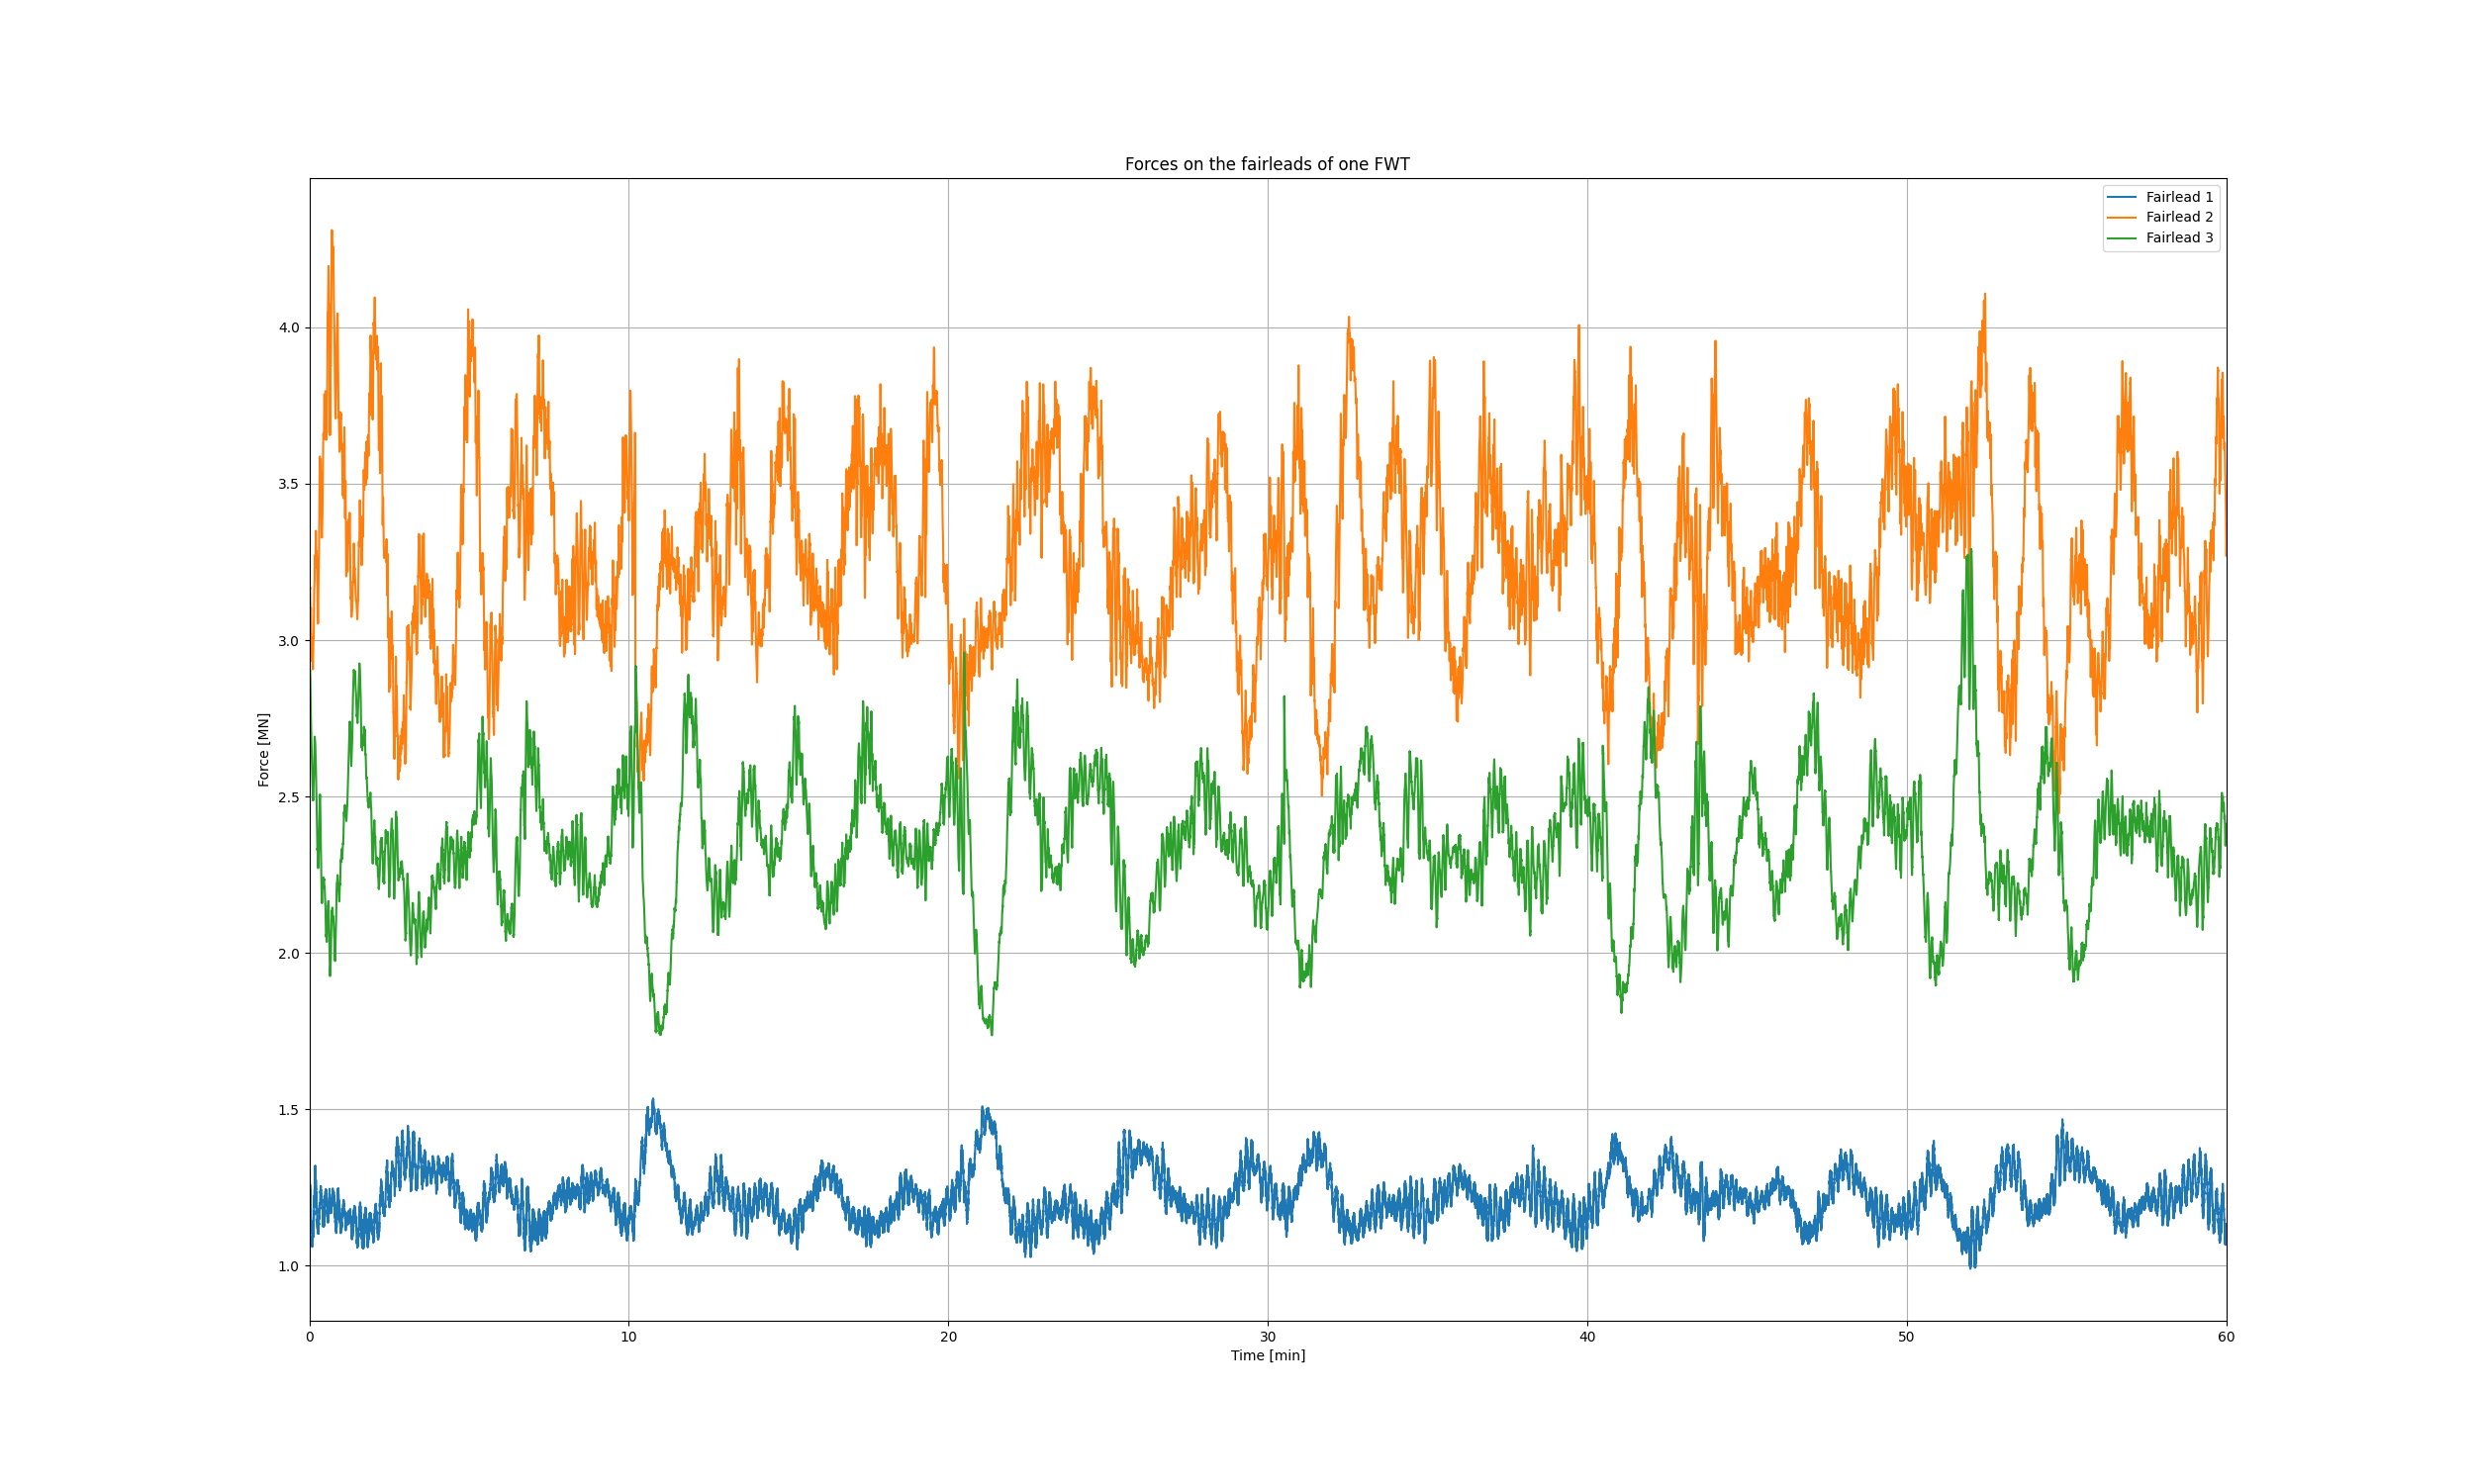 Forces on the fairleads of one FWT
Fairlead 1
Fairlead 2
Fairlead 3
Force [MN]
4.0
3.5
3.0
2.5
2.0
1.5
1.0
0 10 20 30 40 50 60
Time [min]